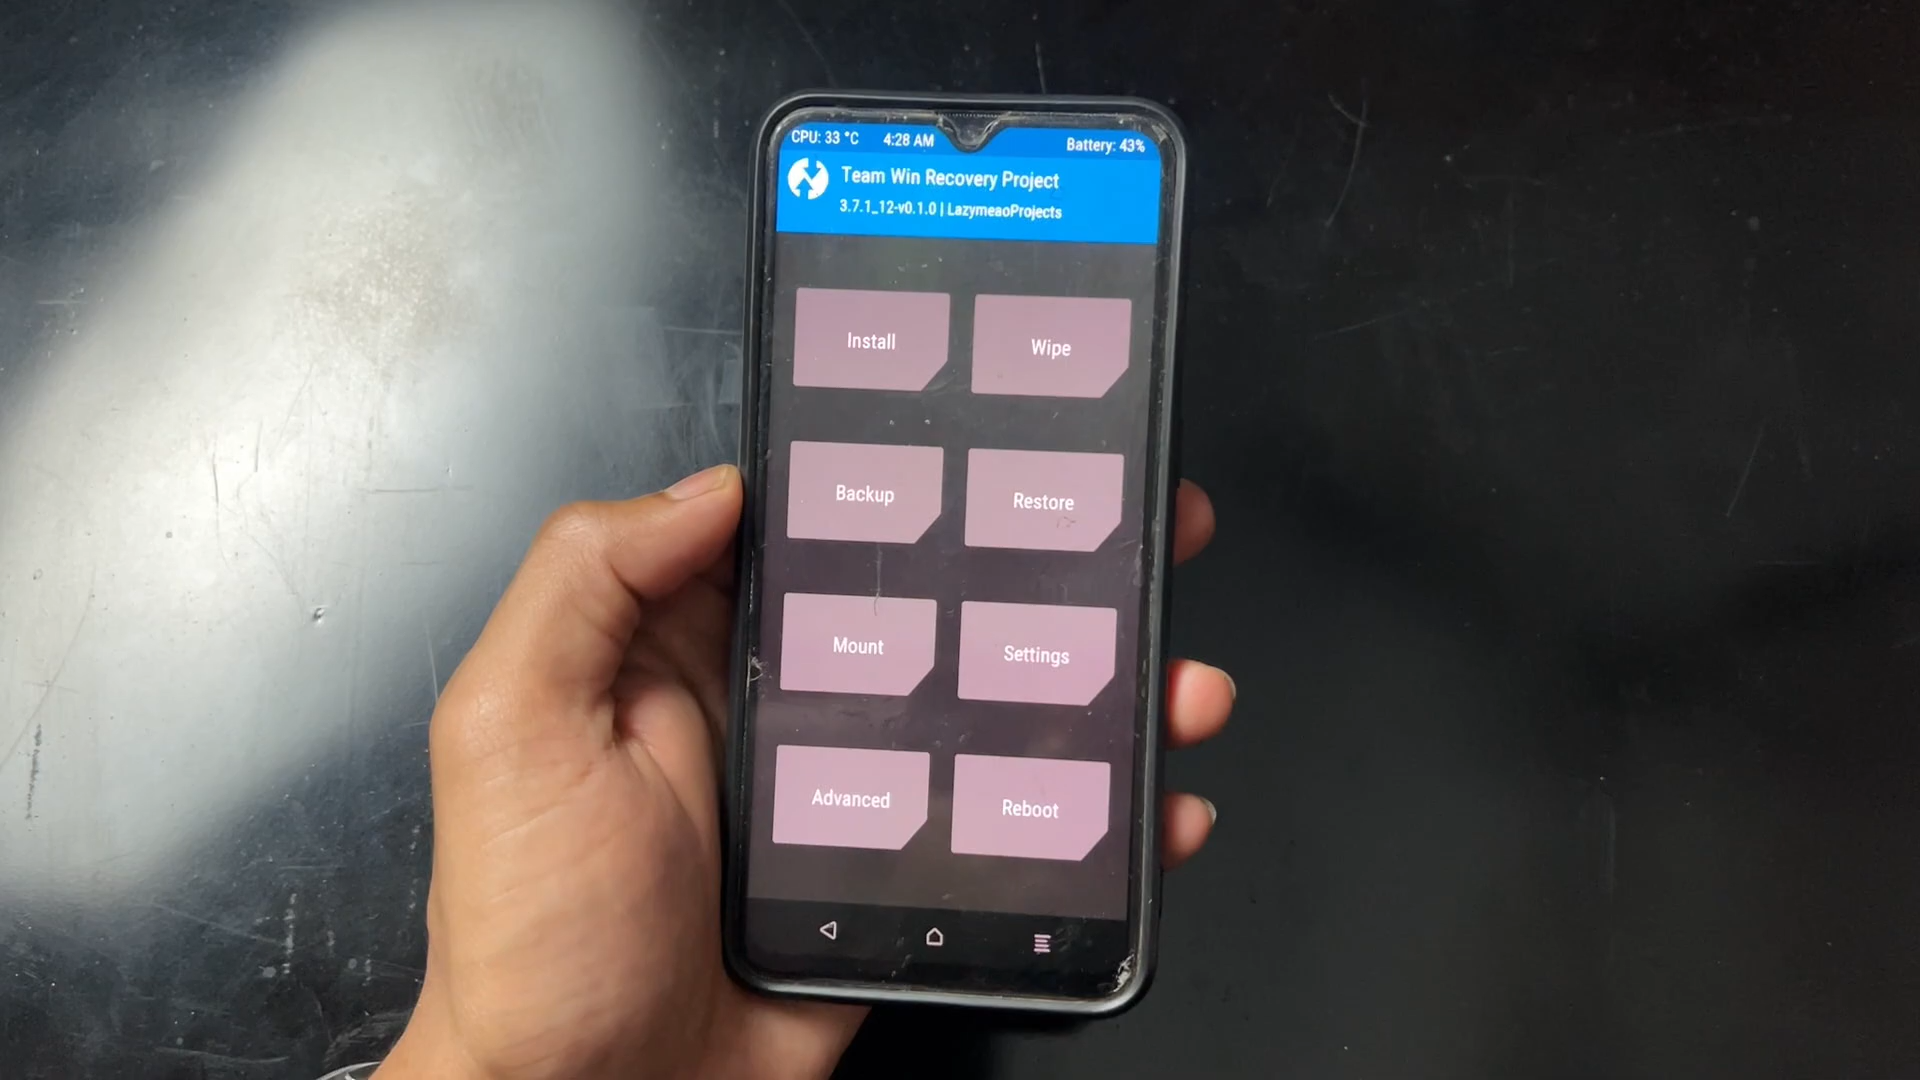 CPU: 33 °C 4:28 AM Battery: 43%
Team Win Recovery Project
3.7.1_12-v0.1.0 | LazymeaoProjects
Install Wipe
Backup Restore
Mount Settings
Advanced Reboot